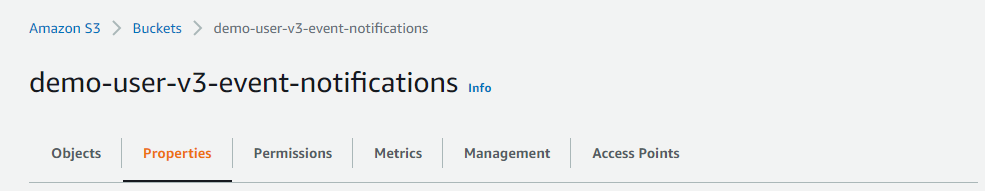 Amazon S3 > Buckets > demo-user-v3-event-notifications
demo-user-v3-event-notifications Info
Objects Properties Permissions Metrics Management Access Points